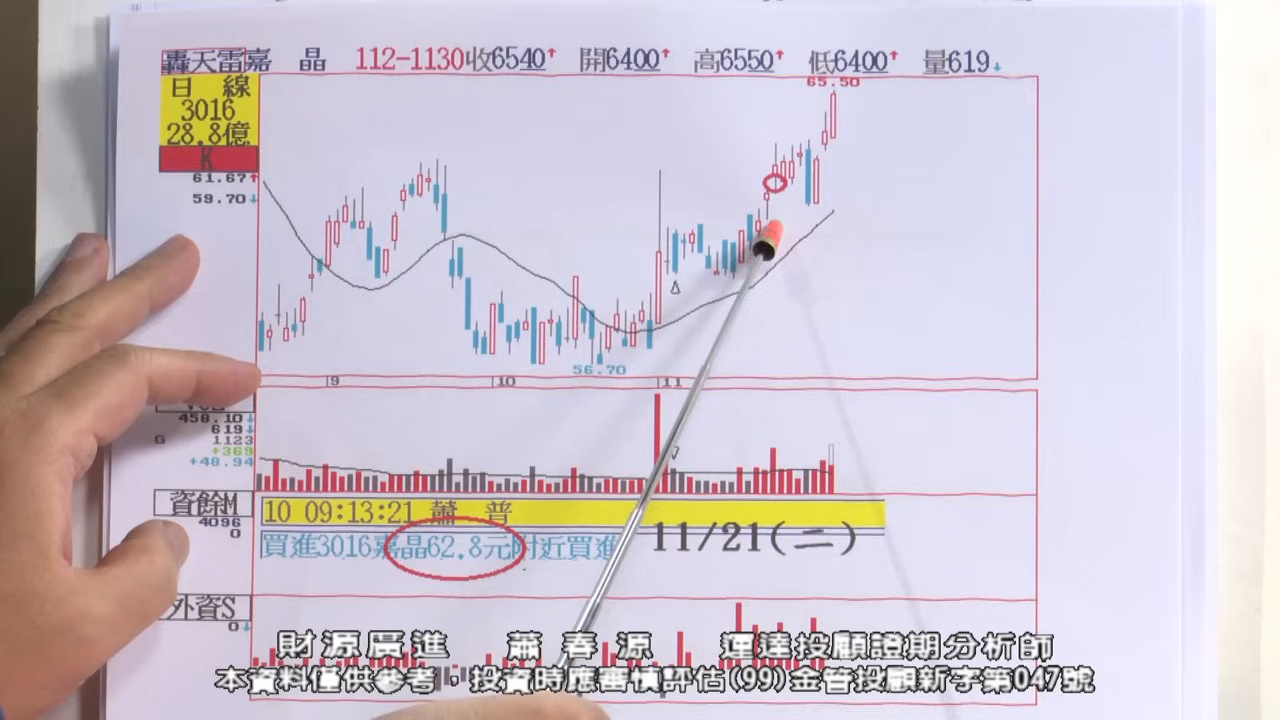 轟天雷嘉 晶 112-1130收6540↑ 開6400↑ 高6550↑ 低6400↑ 量619↓
日 線
3016
28.8億
K
61.67↑
59.70↓
65.50
56.70
9 10 11
458.10↓
619↓
G 1123
+369
+48.94
資餘M
4096
0
10 09:13:21 蕭 普
買進3016嘉晶62.8元附近買進
11/21(二)
外資S
0↓
財源廣進 蕭春源 運達投顧證期分析師
本資料僅供參考，投資時應審慎評估(99)金管投顧新字第047號